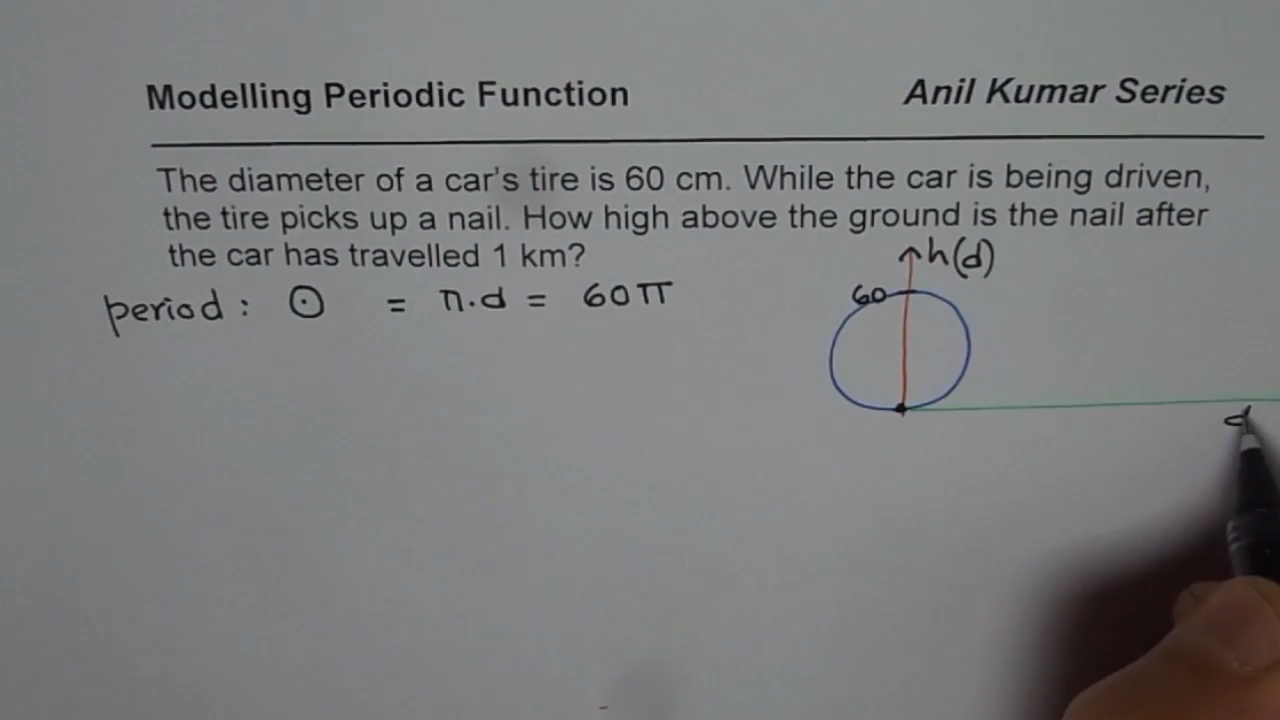 Modelling Periodic Function
Anil Kumar Series
The diameter of a car's tire is 60 cm. While the car is being driven,
the tire picks up a nail. How high above the ground is the nail after
the car has travelled 1 km?
h(d)
period : ⊙ = π.d = 60π
60
d